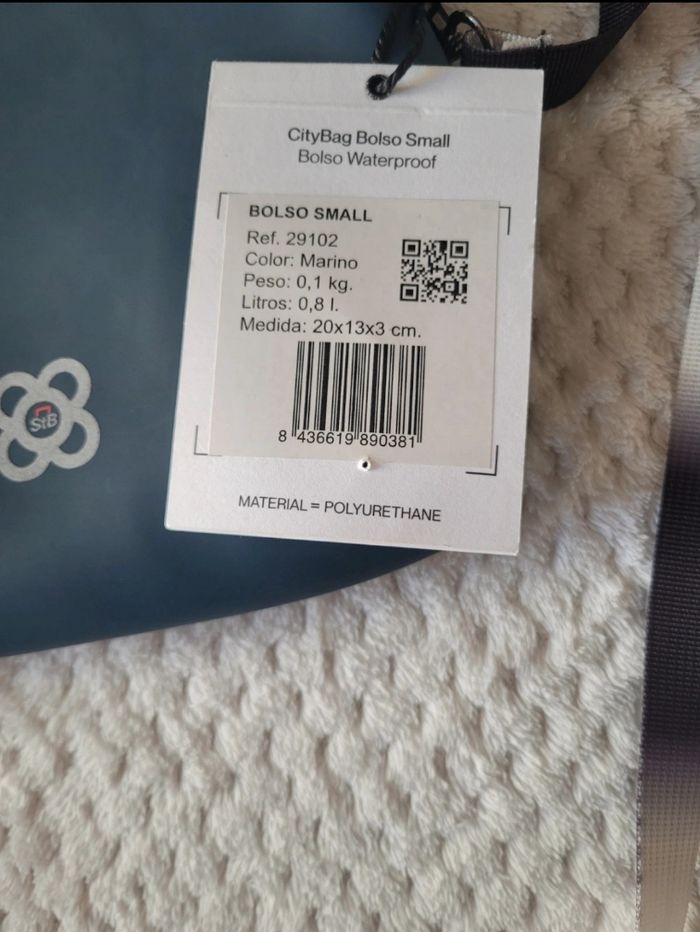 CityBag Bolso Small
Bolso Waterproof
BOLSO SMALL
Ref. 29102
Color: Marino
Peso: 0,1 kg.
Litros: 0,8 l.
Medida: 20x13x3 cm.
8 436619 890381
MATERIAL = POLYURETHANE
StB